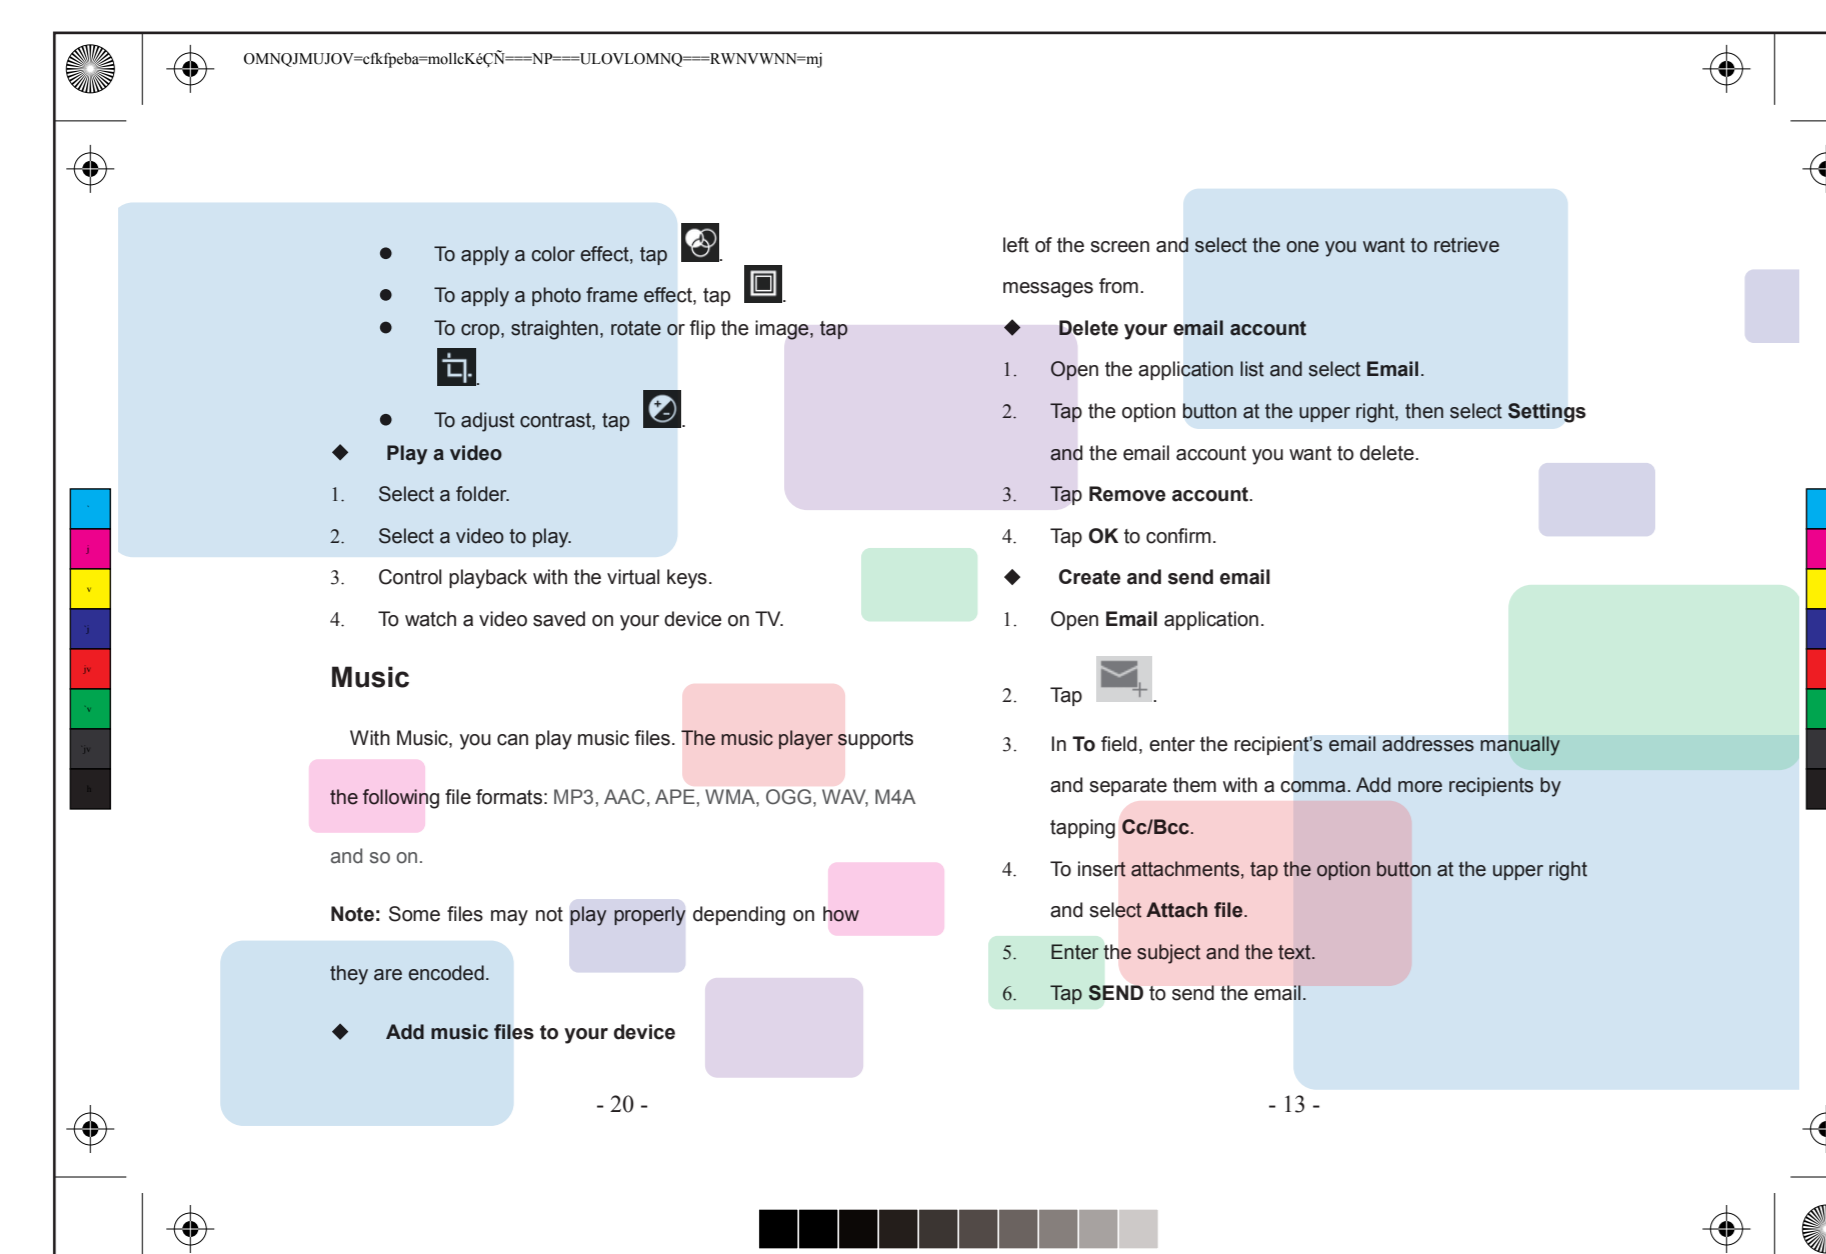 OMNQJMUJOV=cfkfpeba=mollcKéÇÑ===NP===ULOVLOMNQ===RWNVWNN=mj
● To apply a color effect, tap .
● To apply a photo frame effect, tap .
● To crop, straighten, rotate or flip the image, tap
.
● To adjust contrast, tap .
◆ Play a video
1. Select a folder.
2. Select a video to play.
3. Control playback with the virtual keys.
4. To watch a video saved on your device on TV.
Music
With Music, you can play music files. The music player supports
the following file formats: MP3, AAC, APE, WMA, OGG, WAV, M4A
and so on.
Note: Some files may not play properly depending on how
they are encoded.
◆ Add music files to your device
- 20 -
left of the screen and select the one you want to retrieve
messages from.
◆ Delete your email account
1. Open the application list and select Email.
2. Tap the option button at the upper right, then select Settings
and the email account you want to delete.
3. Tap Remove account.
4. Tap OK to confirm.
◆ Create and send email
1. Open Email application.
2. Tap .
3. In To field, enter the recipient's email addresses manually
and separate them with a comma. Add more recipients by
tapping Cc/Bcc.
4. To insert attachments, tap the option button at the upper right
and select Attach file.
5. Enter the subject and the text.
6. Tap SEND to send the email.
- 13 -